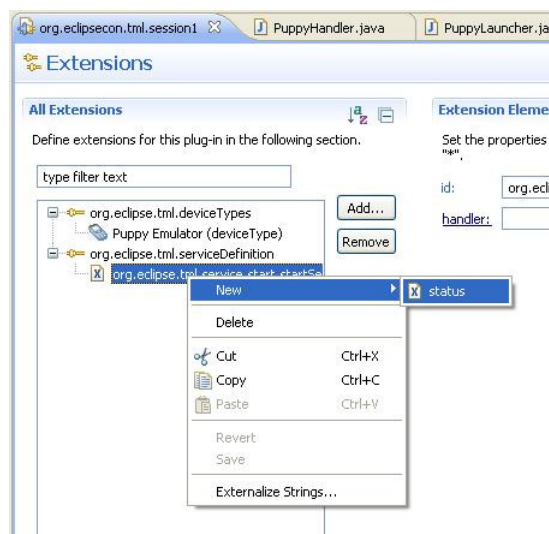 org.eclipsecon.tml.session1 PuppyHandler.java PuppyLauncher.ja
Extensions
All Extensions
Extension Eleme
Define extensions for this plug-in in the following section.
Set the properties
"*".
type filter text
id: org.ecli
handler:
Add...
Remove
org.eclipse.tml.deviceTypes
Puppy Emulator (deviceType)
org.eclipse.tml.serviceDefinition
org.eclipse.tml.service.start.startSe
New
status
Delete
Cut Ctrl+X
Copy Ctrl+C
Paste Ctrl+V
Revert
Save
Externalize Strings...